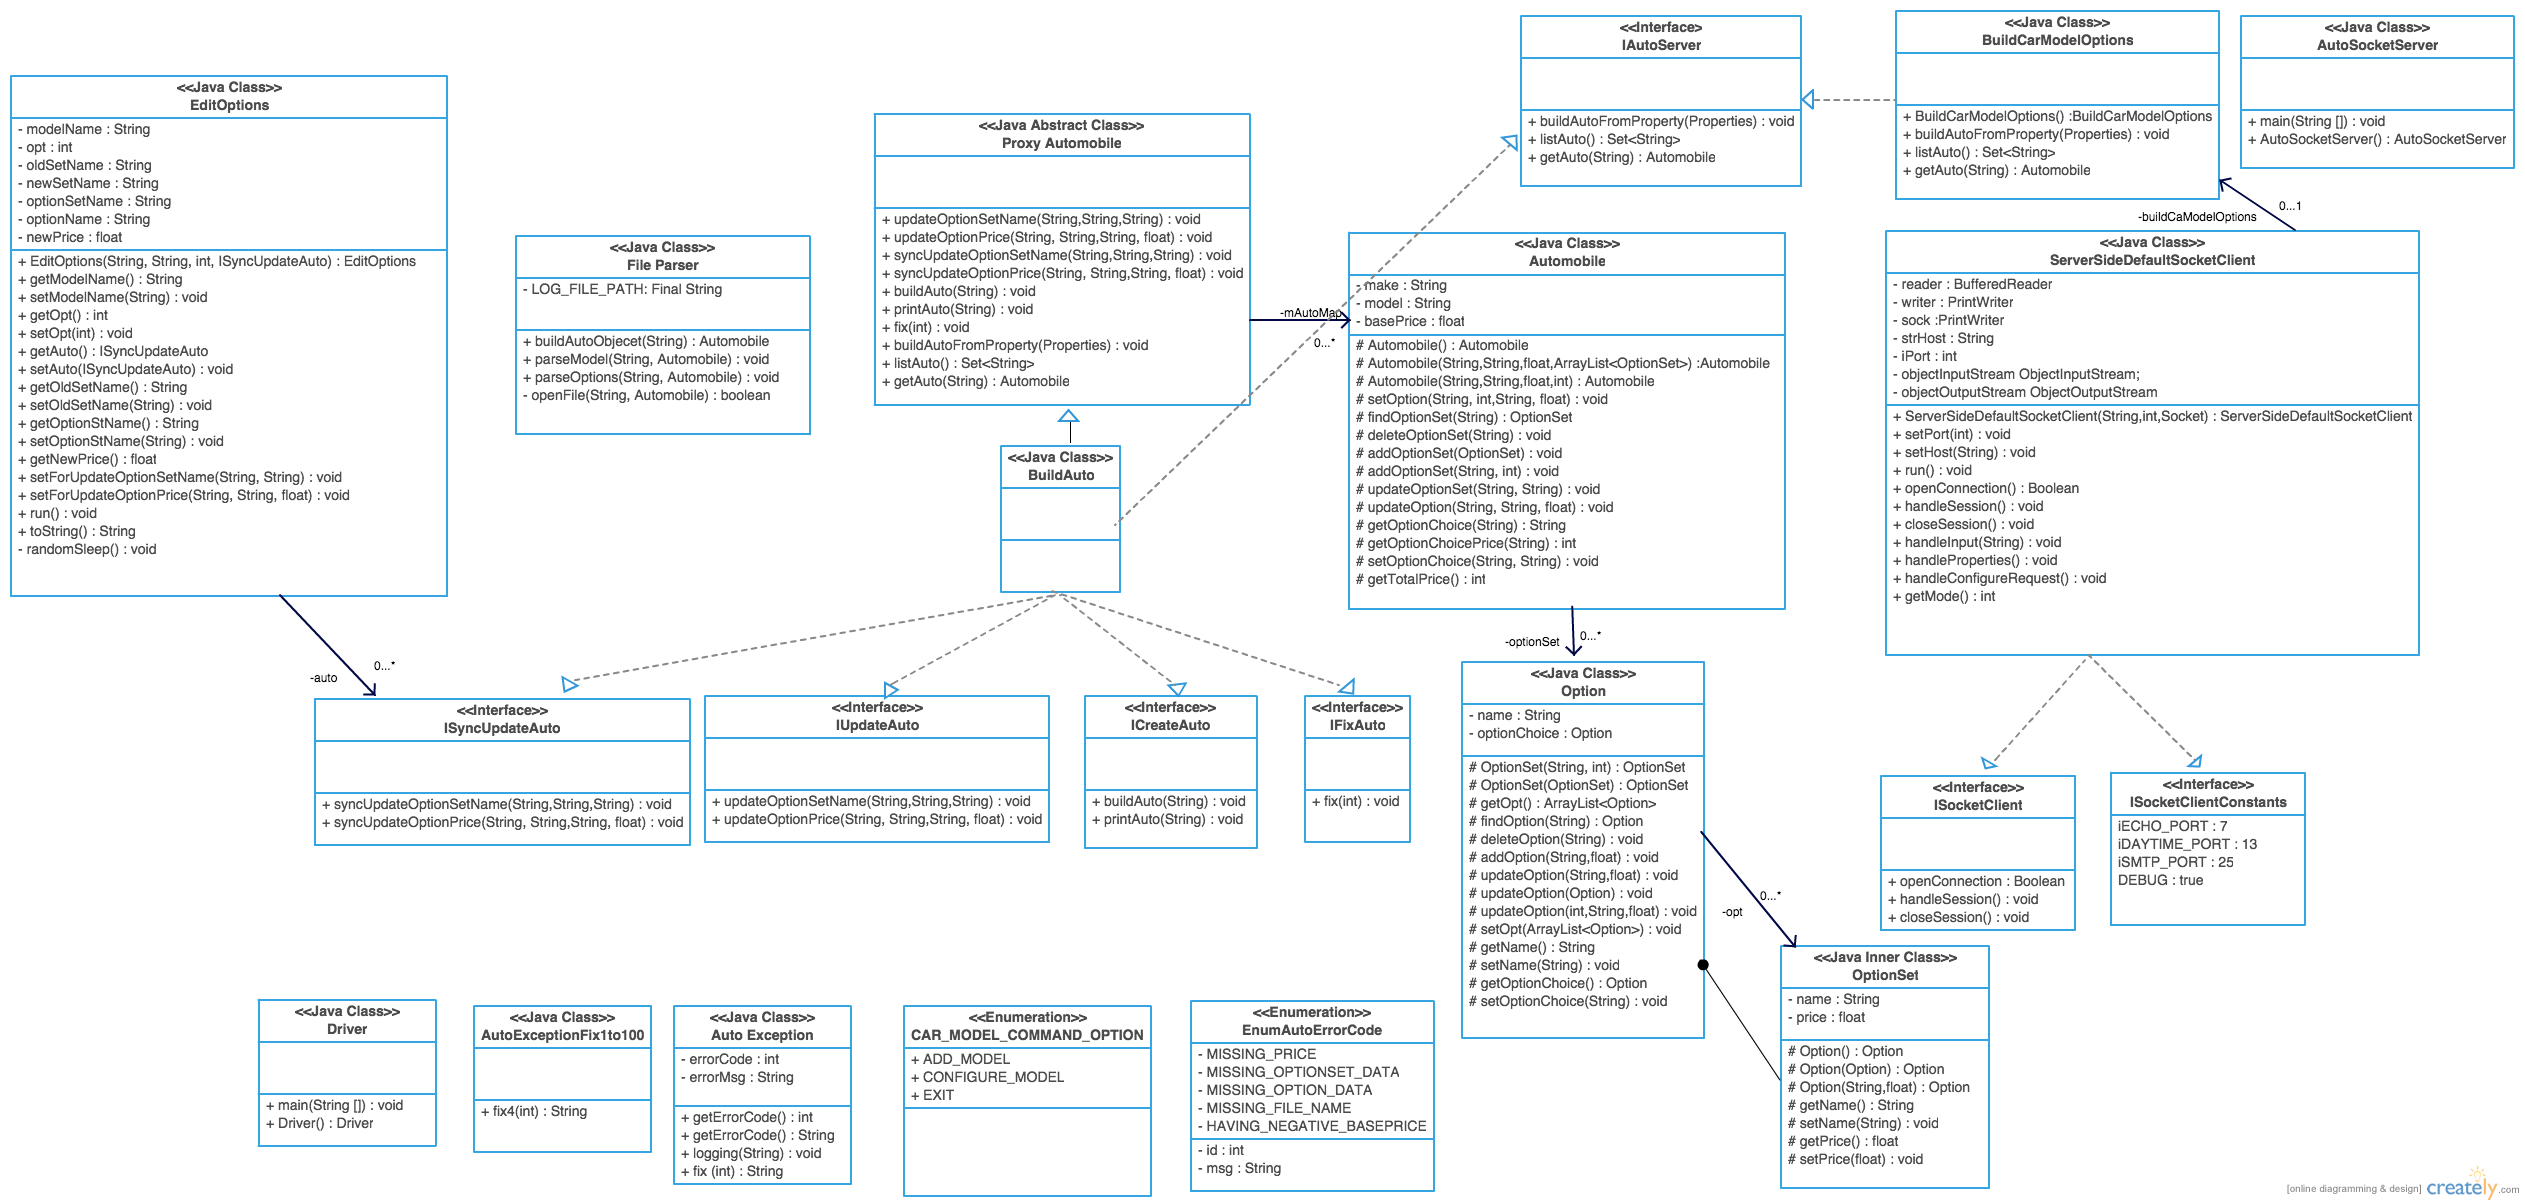 <<Java Class>>
EditOptions
- modelName : String
- opt : int
- oldSetName : String
- newSetName : String
- optionSetName : String
- optionName : String
- newPrice : float
+ EditOptions(String, String, int, ISyncUpdateAuto) : EditOptions
+ getModelName() : String
+ setModelName(String) : void
+ getOpt() : int
+ setOpt(int) : void
+ getAuto() : ISyncUpdateAuto
+ setAuto(ISyncUpdateAuto) : void
+ getOldSetName() : String
+ setOldSetName(String) : void
+ getOptionStName() : String
+ setOptionStName(String) : void
+ getNewPrice() : float
+ setForUpdateOptionSetName(String, String) : void
+ setForUpdateOptionPrice(String, String, float) : void
+ run() : void
+ toString() : String
- randomSleep() : void
-auto
0...*
<<Java Class>>
File Parser
- LOG_FILE_PATH: Final String
+ buildAutoObjecet(String) : Automobile
+ parseModel(String, Automobile) : void
+ parseOptions(String, Automobile) : void
- openFile(String, Automobile) : boolean
<<Java Abstract Class>>
Proxy Automobile
+ updateOptionSetName(String,String,String) : void
+ updateOptionPrice(String, String,String, float) : void
+ syncUpdateOptionSetName(String,String,String) : void
+ syncUpdateOptionPrice(String, String,String, float) : void
+ buildAuto(String) : void
+ printAuto(String) : void
+ fix(int) : void
+ buildAutoFromProperty(Properties) : void
+ listAuto() : Set<String>
+ getAuto(String) : Automobile
-mAutoMap
0...*
<<Java Class>>
BuildAuto
<<Interface>
IAutoServer
+ buildAutoFromProperty(Properties) : void
+ listAuto() : Set<String>
+ getAuto(String) : Automobile
<<Java Class>>
BuildCarModelOptions
+ BuildCarModelOptions() :BuildCarModelOptions
+ buildAutoFromProperty(Properties) : void
+ listAuto() : Set<String>
+ getAuto(String) : Automobile
<<Java Class>>
AutoSocketServer
+ main(String []) : void
+ AutoSocketServer() : AutoSocketServer
0...1
-buildCaModelOptions
<<Java Class>>
Automobile
- make : String
- model : String
- basePrice : float
# Automobile() : Automobile
# Automobile(String,String,float,ArrayList<OptionSet>) :Automobile
# Automobile(String,String,float,int) : Automobile
# setOption(String, int,String, float) : void
# findOptionSet(String) : OptionSet
# deleteOptionSet(String) : void
# addOptionSet(OptionSet) : void
# addOptionSet(String, int) : void
# updateOptionSet(String, String) : void
# updateOption(String, String, float) : void
# getOptionChoice(String) : String
# getOptionChoicePrice(String) : int
# setOptionChoice(String, String) : void
# getTotalPrice() : int
-optionSet
0...*
<<Java Class>>
ServerSideDefaultSocketClient
- reader : BufferedReader
- writer : PrintWriter
- sock :PrintWriter
- strHost : String
- iPort : int
- objectInputStream ObjectInputStream;
- objectOutputStream ObjectOutputStream
+ ServerSideDefaultSocketClient(String,int,Socket) : ServerSideDefaultSocketClient
+ setPort(int) : void
+ setHost(String) : void
+ run() : void
+ openConnection() : Boolean
+ handleSession() : void
+ closeSession() : void
+ handleInput(String) : void
+ handleProperties() : void
+ handleConfigureRequest() : void
+ getMode() : int
<<Interface>>
ISyncUpdateAuto
+ syncUpdateOptionSetName(String,String,String) : void
+ syncUpdateOptionPrice(String, String,String, float) : void
<<Interface>>
IUpdateAuto
+ updateOptionSetName(String,String,String) : void
+ updateOptionPrice(String, String,String, float) : void
<<Interface>>
ICreateAuto
+ buildAuto(String) : void
+ printAuto(String) : void
<<Interface>>
IFixAuto
+ fix(int) : void
<<Java Class>>
Option
- name : String
- optionChoice : Option
# OptionSet(String, int) : OptionSet
# OptionSet(OptionSet) : OptionSet
# getOpt() : ArrayList<Option>
# findOption(String) : Option
# deleteOption(String) : void
# addOption(String,float) : void
# updateOption(String,float) : void
# updateOption(Option) : void
# updateOption(int,String,float) : void
# setOpt(ArrayList<Option>) : void
# getName() : String
# setName(String) : void
# getOptionChoice() : Option
# setOptionChoice(String) : void
0...*
-opt
<<Interface>>
ISocketClient
+ openConnection : Boolean
+ handleSession() : void
+ closeSession() : void
<<Interface>>
ISocketClientConstants
iECHO_PORT : 7
iDAYTIME_PORT : 13
iSMTP_PORT : 25
DEBUG : true
<<Java Inner Class>>
OptionSet
- name : String
- price : float
# Option() : Option
# Option(Option) : Option
# Option(String,float) : Option
# getName() : String
# setName(String) : void
# getPrice() : float
# setPrice(float) : void
<<Java Class>>
Driver
+ main(String []) : void
+ Driver() : Driver
<<Java Class>>
AutoExceptionFix1to100
+ fix4(int) : String
<<Java Class>>
Auto Exception
- errorCode : int
- errorMsg : String
+ getErrorCode() : int
+ getErrorCode() : String
+ logging(String) : void
+ fix (int) : String
<<Enumeration>>
CAR_MODEL_COMMAND_OPTION
+ ADD_MODEL
+ CONFIGURE_MODEL
+ EXIT
<<Enumeration>>
EnumAutoErrorCode
- MISSING_PRICE
- MISSING_OPTIONSET_DATA
- MISSING_OPTION_DATA
- MISSING_FILE_NAME
- HAVING_NEGATIVE_BASEPRICE
- id : int
- msg : String
[online diagramming & design] creately.com